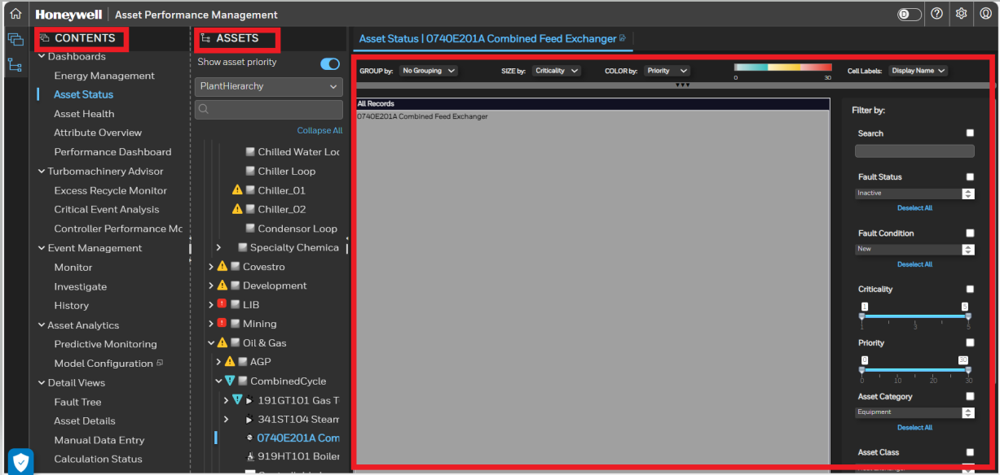 Honeywell Asset Performance Management
D
CONTENTS
Dashboards
Energy Management
Asset Status
Asset Health
Attribute Overview
Performance Dashboard
Turbomachinery Advisor
Excess Recycle Monitor
Critical Event Analysis
Controller Performance Mc
Event Management
Monitor
Investigate
History
Asset Analytics
Predictive Monitoring
Model Configuration
Detail Views
Fault Tree
Asset Details
Manual Data Entry
Calculation Status
ASSETS
Show asset priority
PlantHierarchy
Collapse All
Chilled Water Loc
Chiller Loop
Chiller_01
Chiller_02
Condensor Loop
Specialty Chemica
Covestro
Development
LIB
Mining
Oil & Gas
AGP
CombinedCycle
191GT101 Gas T
341ST104 Steam
0740E201A Com
919HT101 Boiler
Asset Status | 0740E201A Combined Feed Exchanger
GROUP by: No Grouping SIZE by: Criticality COLOR by: Priority 0 30 Cell Labels: Display Name
All Records
0740E201A Combined Feed Exchanger
Filter by:
Search
Fault Status
Inactive
Deselect All
Fault Condition
New
Deselect All
Criticality
1 5
1 3 5
Priority
0 30
0 10 20 30
Asset Category
Equipment
Deselect All
Asset Class